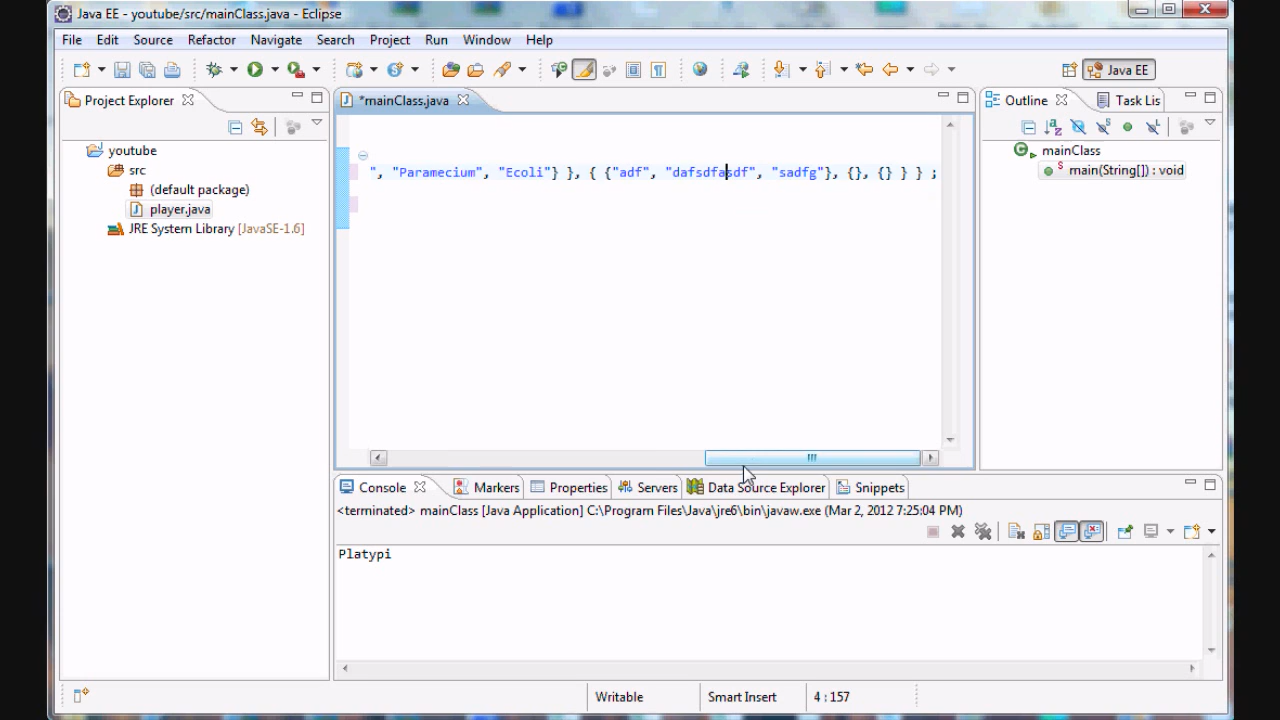 Java EE - youtube/src/mainClass.java - Eclipse
File Edit Source Refactor Navigate Search Project Run Window Help
Java EE
Project Explorer
*mainClass.java
Outline
Task Lis
youtube
src
(default package)
player.java
JRE System Library [JavaSE-1.6]
", "Paramecium", "Ecoli"} }, { {"adf", "dafsdfasdf", "sadfg"}, {}, {} } } ;
mainClass
main(String[]) : void
Console Markers Properties Servers Data Source Explorer Snippets
<terminated> mainClass [Java Application] C:\Program Files\Java\jre6\bin\javaw.exe (Mar 2, 2012 7:25:04 PM)
Platypi
Writable Smart Insert 4 : 157